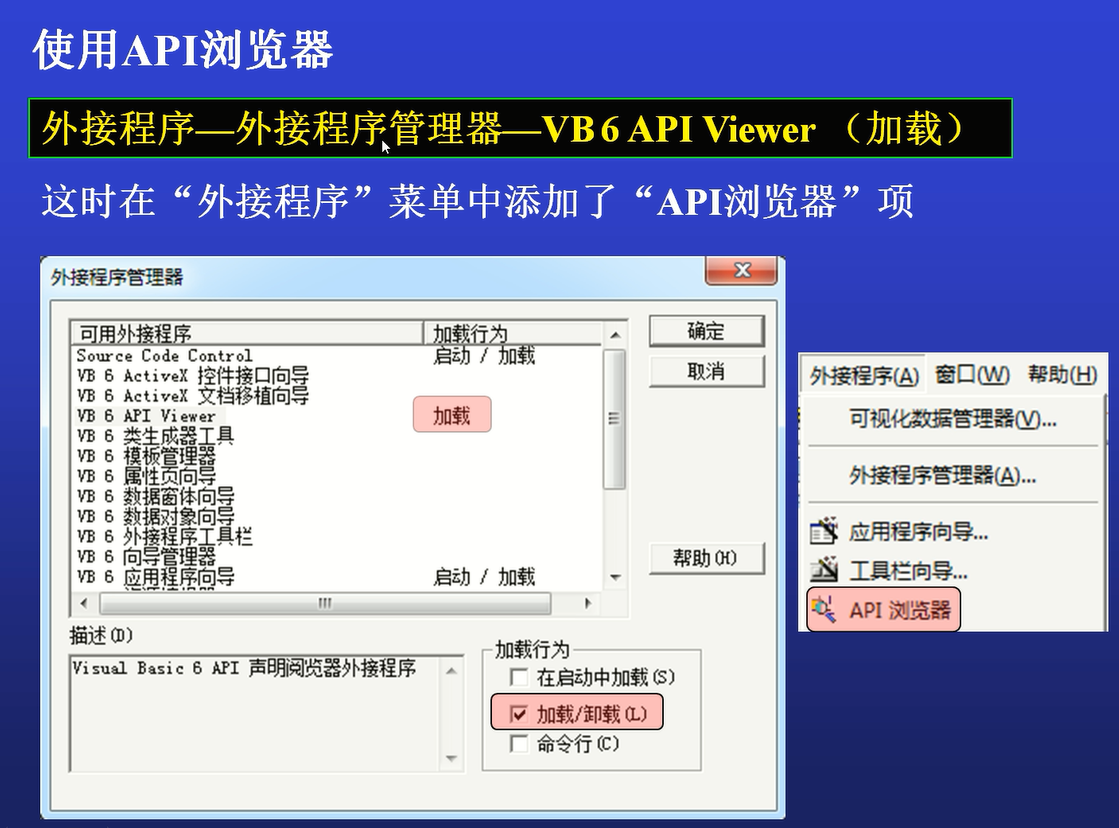 使用API浏览器
外接程序—外接程序管理器—VB 6 API Viewer （加载）
这时在“外接程序”菜单中添加了“API浏览器”项
外接程序管理器
可用外接程序 加载行为
Source Code Control 启动 / 加载
VB 6 ActiveX 控件接口向导
VB 6 ActiveX 文档移植向导
VB 6 API Viewer 加载
VB 6 类生成器工具
VB 6 模板管理器
VB 6 属性页向导
VB 6 数据窗体向导
VB 6 数据对象向导
VB 6 外接程序工具栏
VB 6 向导管理器
VB 6 应用程序向导 启动 / 加载
确定
取消
帮助(H)
描述(D)
Visual Basic 6 API 声明阅览器外接程序
加载行为
在启动中加载(S)
加载/卸载(L)
命令行(C)
外接程序(A) 窗口(W) 帮助(H)
可视化数据管理器(V)...
外接程序管理器(A)...
应用程序向导...
工具栏向导...
API 浏览器